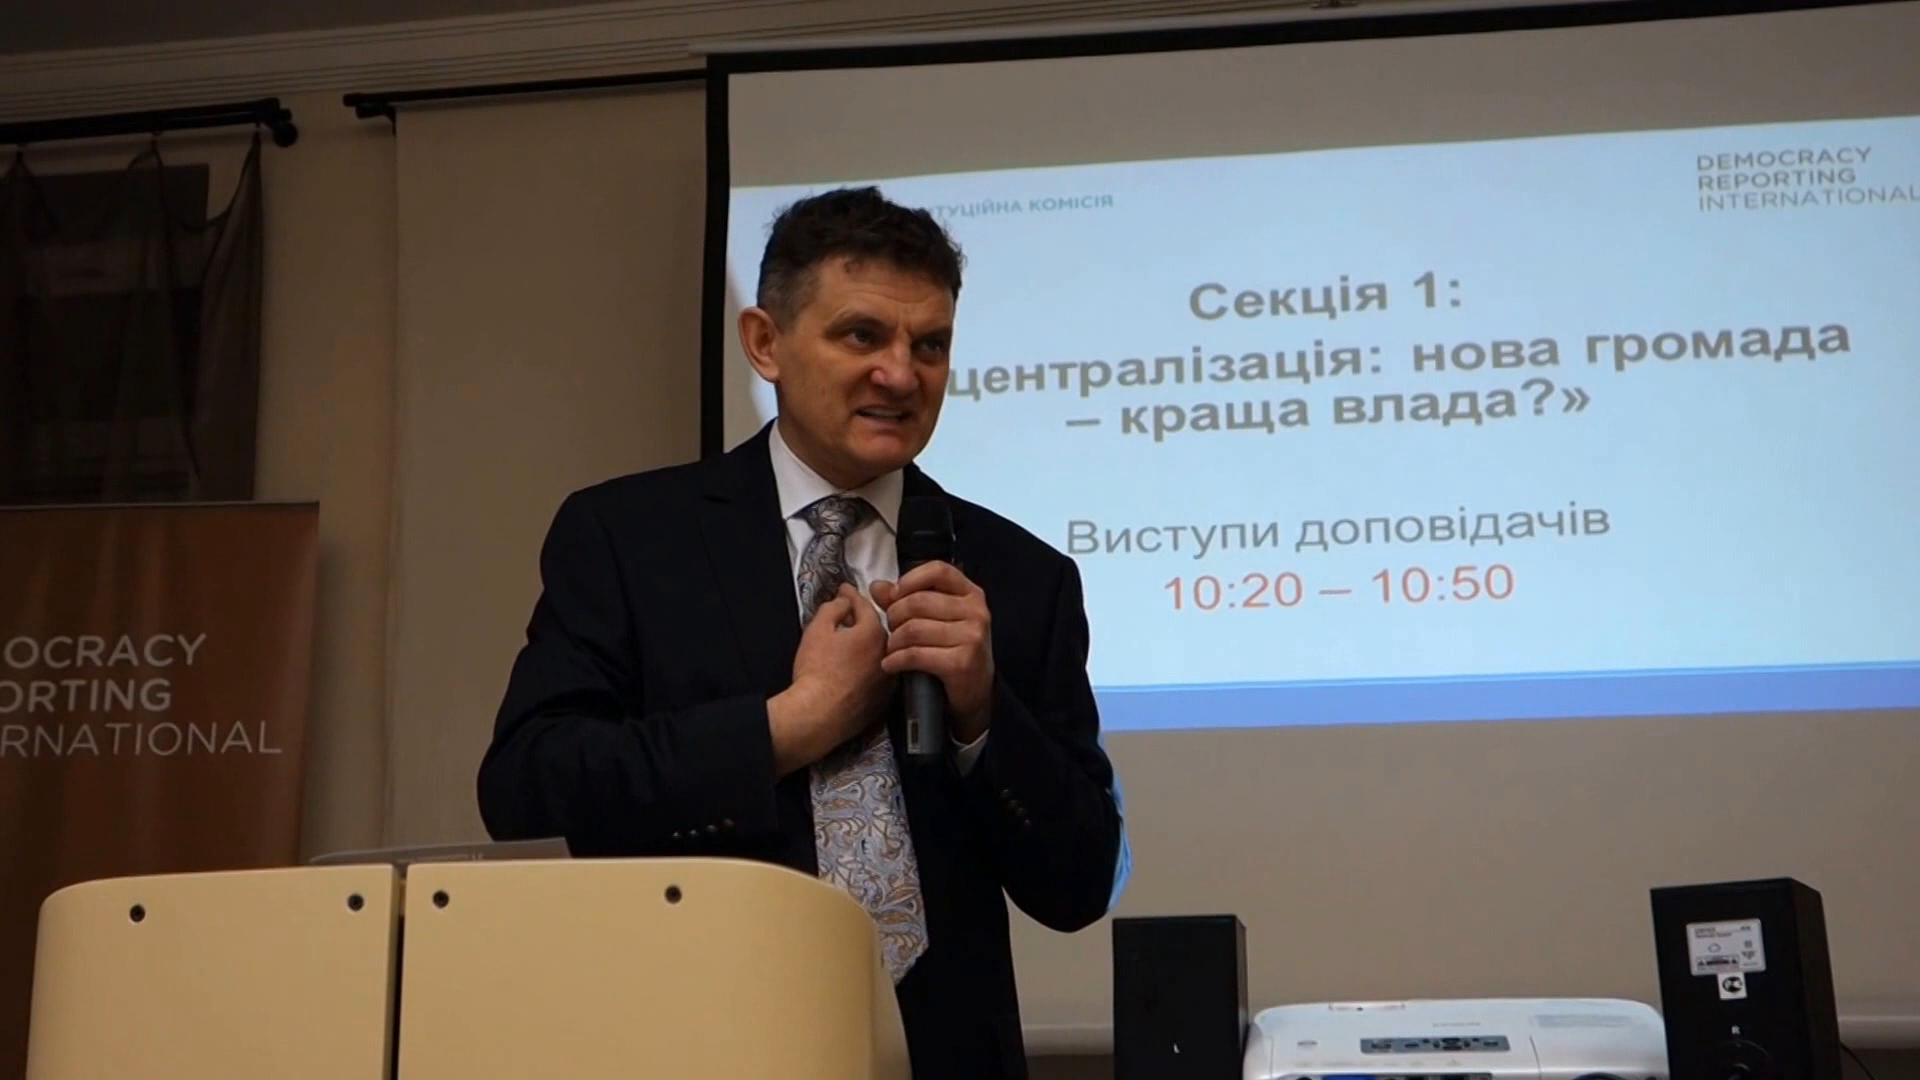 DEMOCRACY
REPORTING
INTERNATIONAL
ТУЦІЙНА КОМІСІЯ
Секція 1:
централізація: нова громада
– краща влада?»
Виступи доповідачів
10:20 – 10:50
OCRACY
ORTING
RNATIONAL
L
R